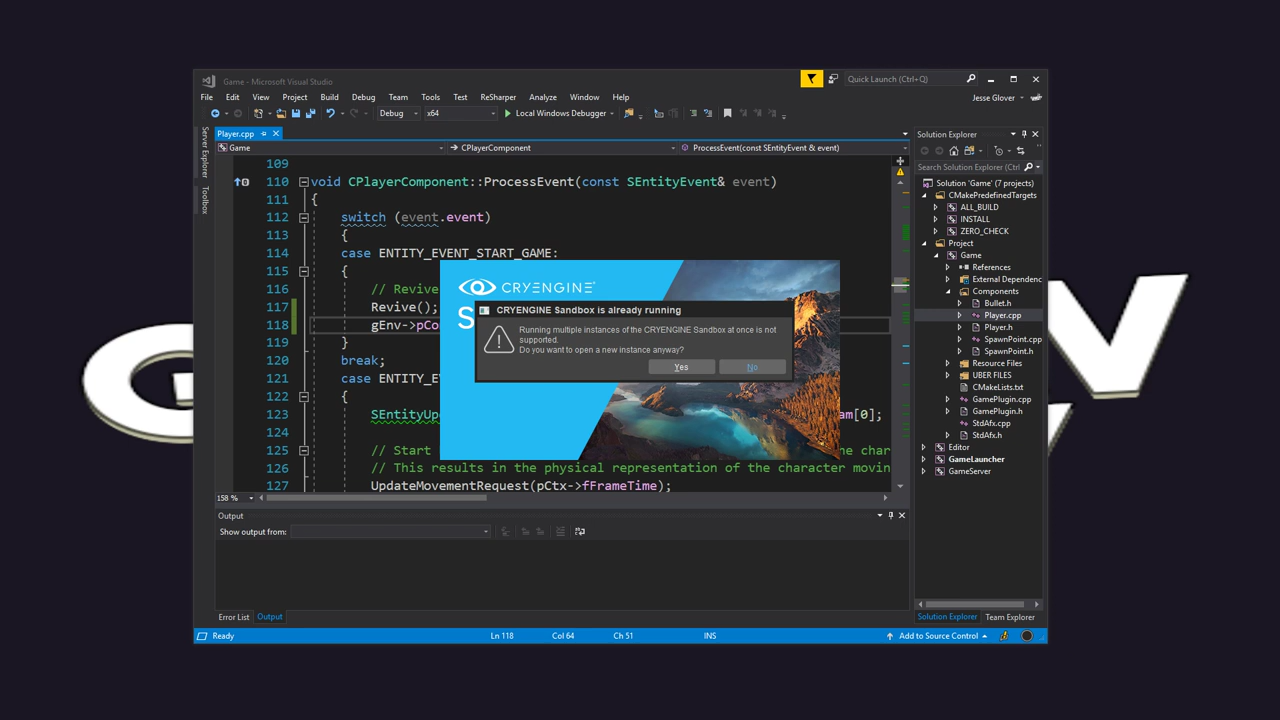 Game - Microsoft Visual Studio
Quick Launch (Ctrl+Q)
File Edit View Project Build Debug Team Tools Test ReSharper Analyze Window Help
Jesse Glover
Debug x64 Local Windows Debugger
Server Explorer
Toolbox
Player.cpp
Game CPlayerComponent ProcessEvent(const SEntityEvent & event)
109
110 void CPlayerComponent::ProcessEvent(const SEntityEvent& event)
111 {
112 switch (event.event)
113 {
114 case ENTITY_EVENT_START_GAME:
115 {
116 // Revive
117 Revive();
118 gEnv->pCo
119 }
120 break;
121 case ENTITY_E
122 {
123 SEntityUp am[0];
124
125 // Start the char
126 // This results in the physical representation of the character movin
127 UpdateMovementRequest(pCtx->fFrameTime);
158 %
CRYENGINE
S
CRYENGINE Sandbox is already running
Running multiple instances of the CRYENGINE Sandbox at once is not
supported.
Do you want to open a new instance anyway?
Yes No
Solution Explorer
Search Solution Explorer (Ctrl
Solution 'Game' (7 projects)
CMakePredefinedTargets
ALL_BUILD
INSTALL
ZERO_CHECK
Project
Game
References
External Dependenc
Components
Bullet.h
Player.cpp
Player.h
SpawnPoint.cpp
SpawnPoint.h
Resource Files
UBER FILES
CMakeLists.txt
GamePlugin.cpp
GamePlugin.h
StdAfx.cpp
StdAfx.h
Editor
GameLauncher
GameServer
Output
Show output from:
Error List Output
Solution Explorer Team Explorer
Ready Ln 118 Col 64 Ch 51 INS Add to Source Control